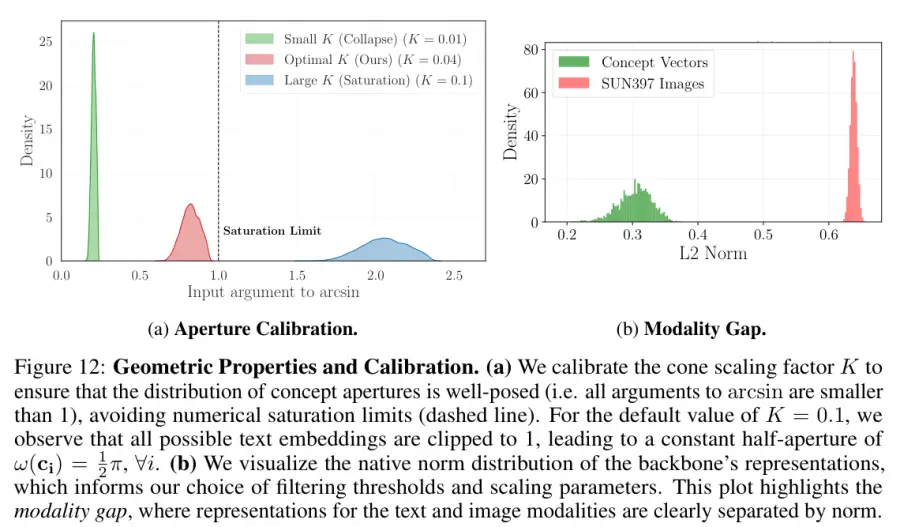 25
20
15
10
5
0
Density
Small K (Collapse) (K = 0.01)
Optimal K (Ours) (K = 0.04)
Large K (Saturation) (K = 0.1)
Saturation Limit
0.0 0.5 1.0 1.5 2.0 2.5
Input argument to arcsin
(a) Aperture Calibration.
80
60
40
20
0
Density
Concept Vectors
SUN397 Images
0.2 0.3 0.4 0.5 0.6
L2 Norm
(b) Modality Gap.
Figure 12: Geometric Properties and Calibration. (a) We calibrate the cone scaling factor K to
ensure that the distribution of concept apertures is well-posed (i.e. all arguments to arcsin are smaller
than 1), avoiding numerical saturation limits (dashed line). For the default value of K = 0.1, we
observe that all possible text embeddings are clipped to 1, leading to a constant half-aperture of
ω(cᵢ) = ½π, ∀i. (b) We visualize the native norm distribution of the backbone's representations,
which informs our choice of filtering thresholds and scaling parameters. This plot highlights the
modality gap, where representations for the text and image modalities are clearly separated by norm.